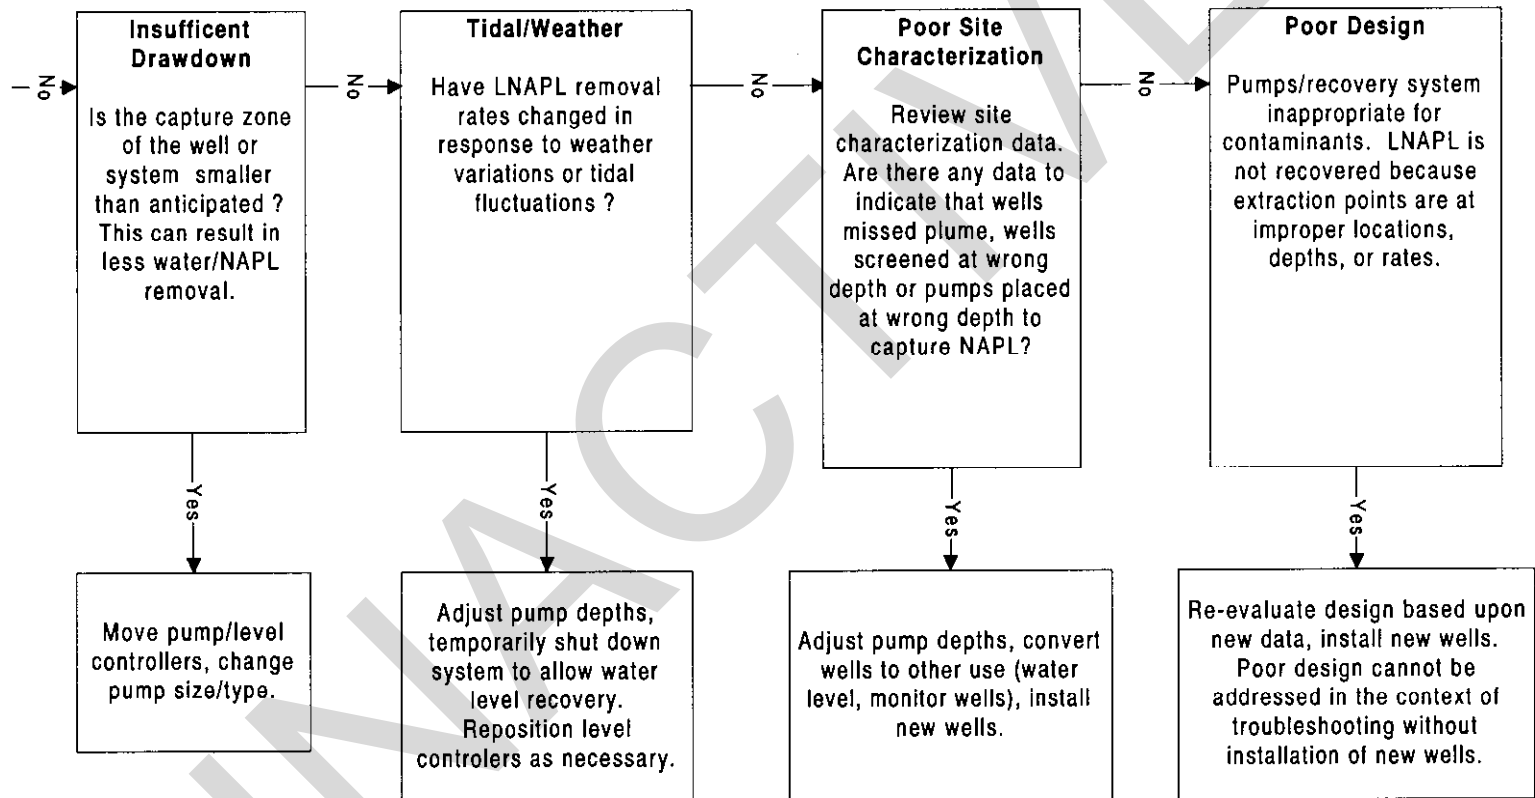 No
Insufficent
Drawdown
Is the capture zone
of the well or
system smaller
than anticipated ?
This can result in
less water/NAPL
removal.
No
Tidal/Weather
Have LNAPL removal
rates changed in
response to weather
variations or tidal
fluctuations ?
No
Poor Site
Characterization
Review site
characterization data.
Are there any data to
indicate that wells
missed plume, wells
screened at wrong
depth or pumps placed
at wrong depth to
capture NAPL?
No
Poor Design
Pumps/recovery system
inappropriate for
contaminants. LNAPL is
not recovered because
extraction points are at
improper locations,
depths, or rates.
Yes
Yes
Yes
Yes
Move pump/level
controllers, change
pump size/type.
Adjust pump depths,
temporarily shut down
system to allow water
level recovery.
Reposition level
controlers as necessary.
Adjust pump depths, convert
wells to other use (water
level, monitor wells), install
new wells.
Re-evaluate design based upon
new data, install new wells.
Poor design cannot be
addressed in the context of
troubleshooting without
installation of new wells.
INACTIVE